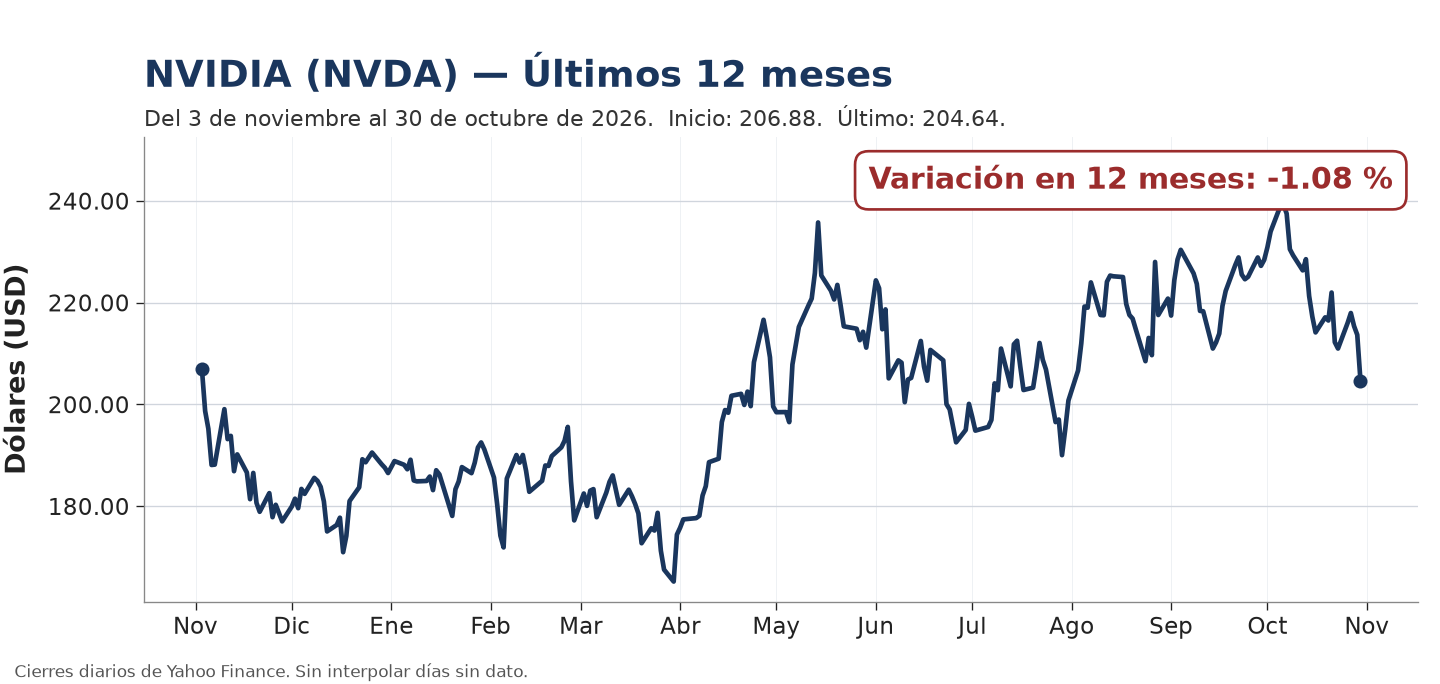 NVIDIA (NVDA) — Últimos 12 meses
Del 3 de noviembre al 30 de octubre de 2026.  Inicio: 206.88.  Último: 204.64.
Variación en 12 meses: -1.08 %
Dólares (USD)
240.00
220.00
200.00
180.00
Nov Dic Ene Feb Mar Abr May Jun Jul Ago Sep Oct Nov
Cierres diarios de Yahoo Finance. Sin interpolar días sin dato.